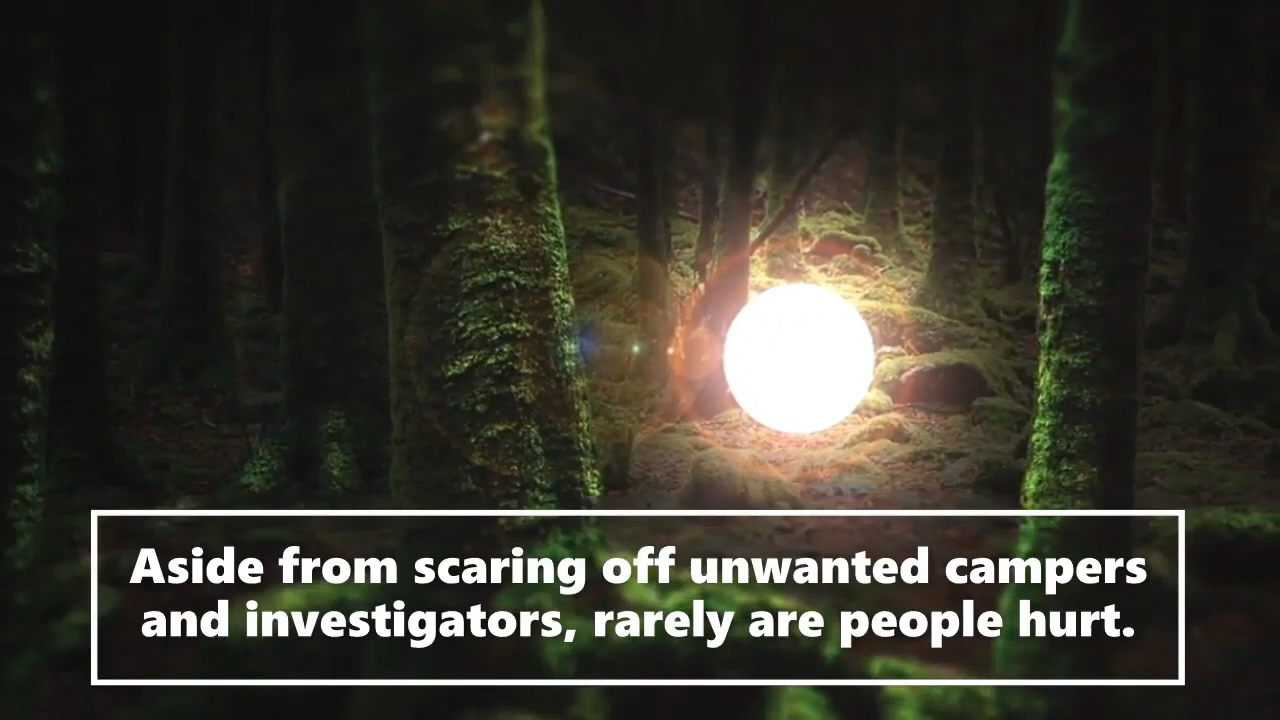 Aside from scaring off unwanted campers
and investigators, rarely are people hurt.